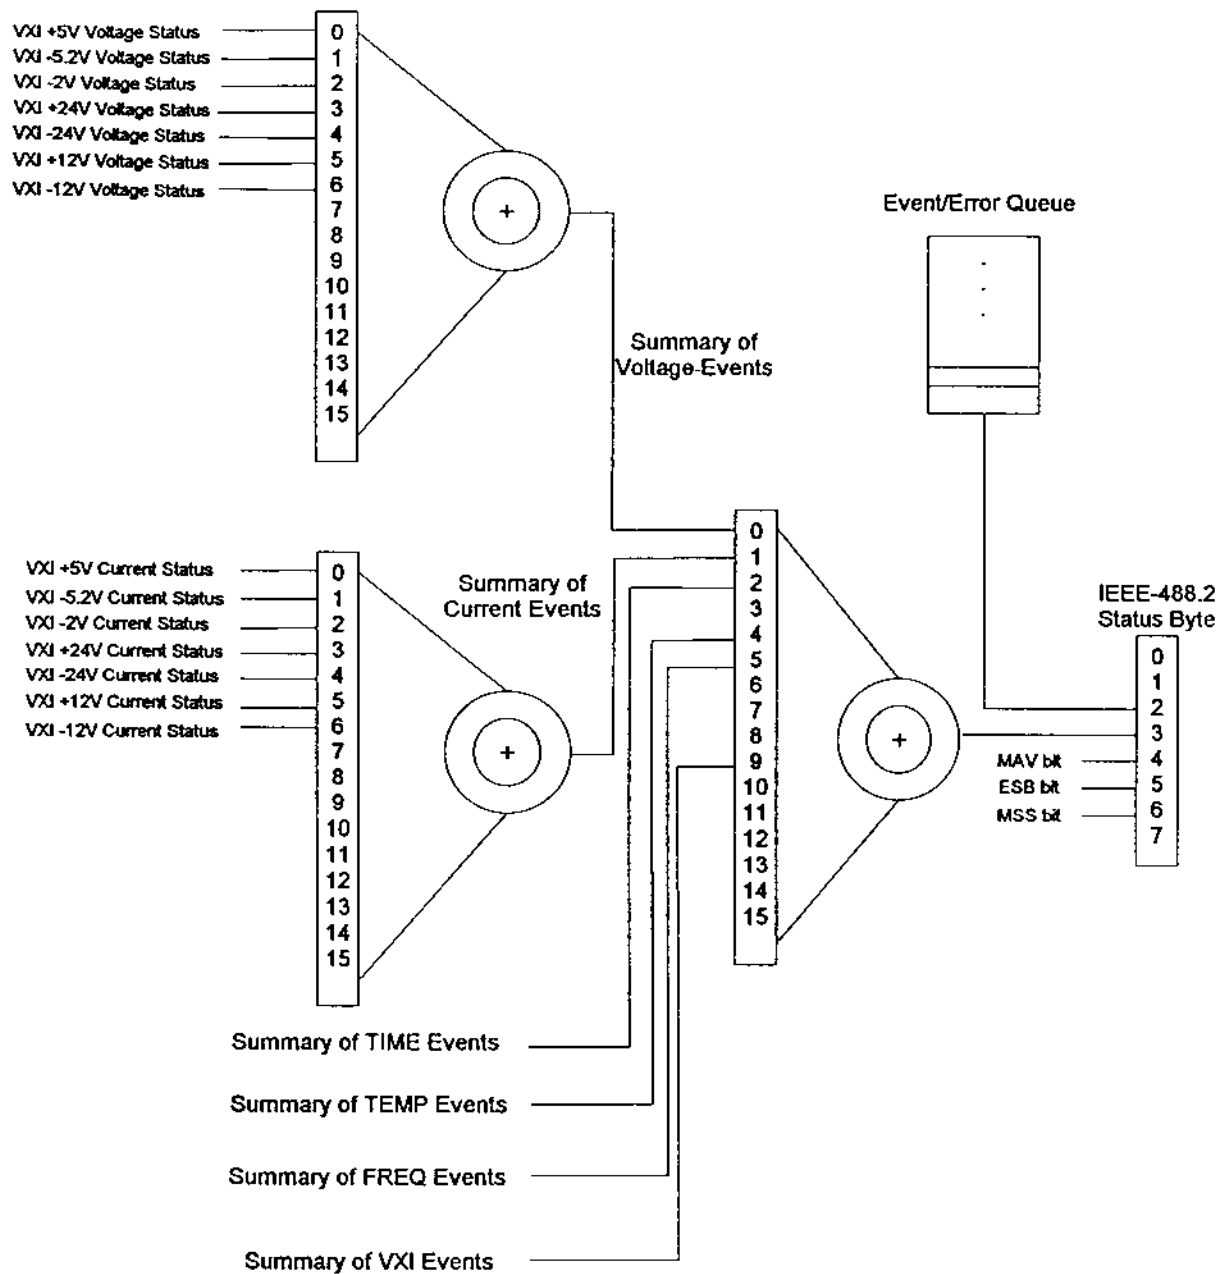 VXI +5V Voltage Status
VXI -5.2V Voltage Status
VXI -2V Voltage Status
VXI +24V Voltage Status
VXI -24V Voltage Status
VXI +12V Voltage Status
VXI -12V Voltage Status
0
1
2
3
4
5
6
7
8
9
10
11
12
13
14
15
+
Summary of
Voltage-Events
Event/Error Queue
VXI +5V Current Status
VXI -5.2V Current Status
VXI -2V Current Status
VXI +24V Current Status
VXI -24V Current Status
VXI +12V Current Status
VXI -12V Current Status
0
1
2
3
4
5
6
7
8
9
10
11
12
13
14
15
+
Summary of
Current Events
0
1
2
3
4
5
6
7
8
9
10
11
12
13
14
15
+
IEEE-488.2
Status Byte
0
1
2
3
4
5
6
7
MAV bit
ESB bit
MSS bit
Summary of TIME Events
Summary of TEMP Events
Summary of FREQ Events
Summary of VXI Events